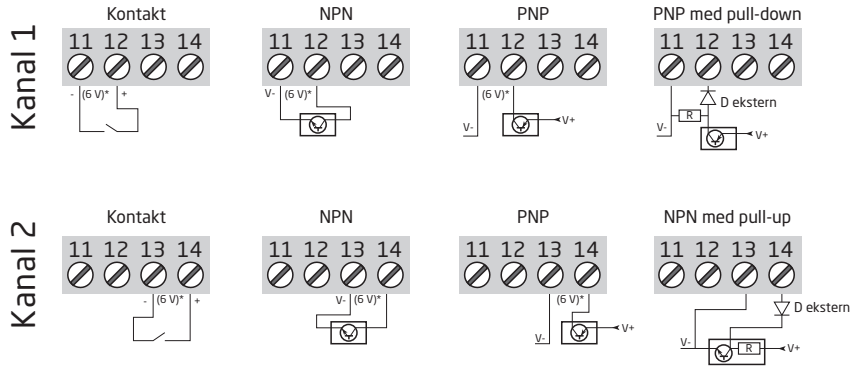 Kanal 1
Kontakt
11 12 13 14
- (6 V)* +
NPN
11 12 13 14
V- (6 V)*
PNP
11 12 13 14
(6 V)*
V-
V+
PNP med pull-down
11 12 13 14
D ekstern
R
V-
V+
Kanal 2
Kontakt
11 12 13 14
- (6 V)* +
NPN
11 12 13 14
V- (6 V)*
PNP
11 12 13 14
(6 V)*
V+
V-
NPN med pull-up
11 12 13 14
D ekstern
V-
R
V+